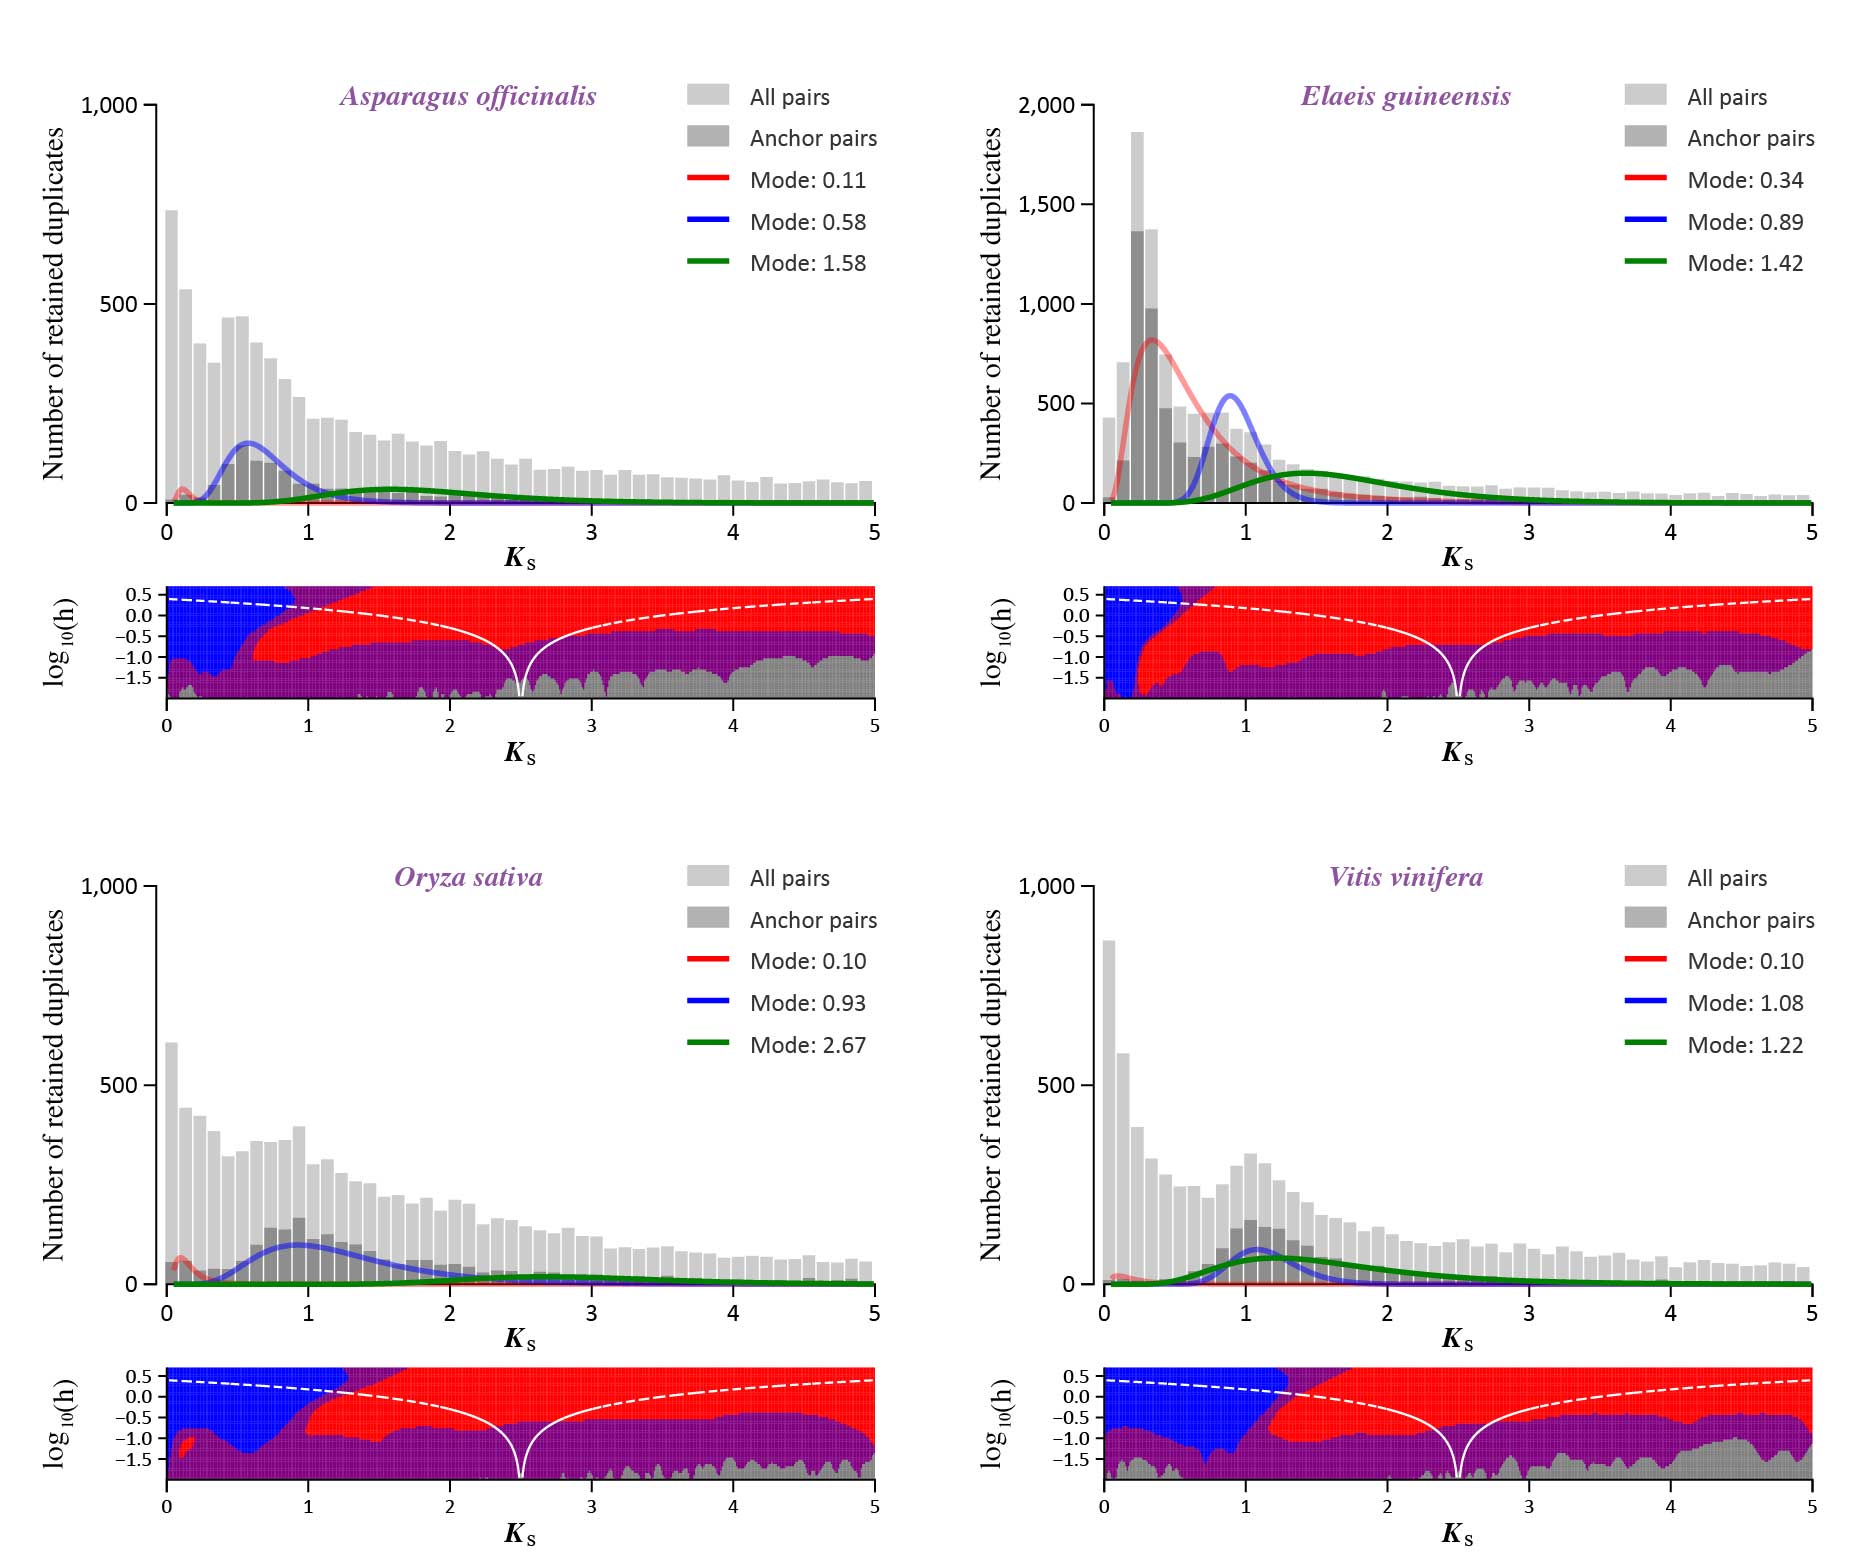 Asparagus officinalis
All pairs
Anchor pairs
Mode: 0.11
Mode: 0.58
Mode: 1.58
Number of retained duplicates
1,000
500
0
0 1 2 3 4 5
Ks
log10(h)
0.5
0.0
−0.5
−1.0
−1.5
0 1 2 3 4 5
Ks
Elaeis guineensis
All pairs
Anchor pairs
Mode: 0.34
Mode: 0.89
Mode: 1.42
Number of retained duplicates
2,000
1,500
1,000
500
0
0 1 2 3 4 5
Ks
log10(h)
0.5
0.0
−0.5
−1.0
−1.5
0 1 2 3 4 5
Ks
Oryza sativa
All pairs
Anchor pairs
Mode: 0.10
Mode: 0.93
Mode: 2.67
Number of retained duplicates
1,000
500
0
0 1 2 3 4 5
Ks
log10(h)
0.5
0.0
−0.5
−1.0
−1.5
0 1 2 3 4 5
Ks
Vitis vinifera
All pairs
Anchor pairs
Mode: 0.10
Mode: 1.08
Mode: 1.22
Number of retained duplicates
1,000
500
0
0 1 2 3 4 5
Ks
log10(h)
0.5
0.0
−0.5
−1.0
−1.5
0 1 2 3 4 5
Ks